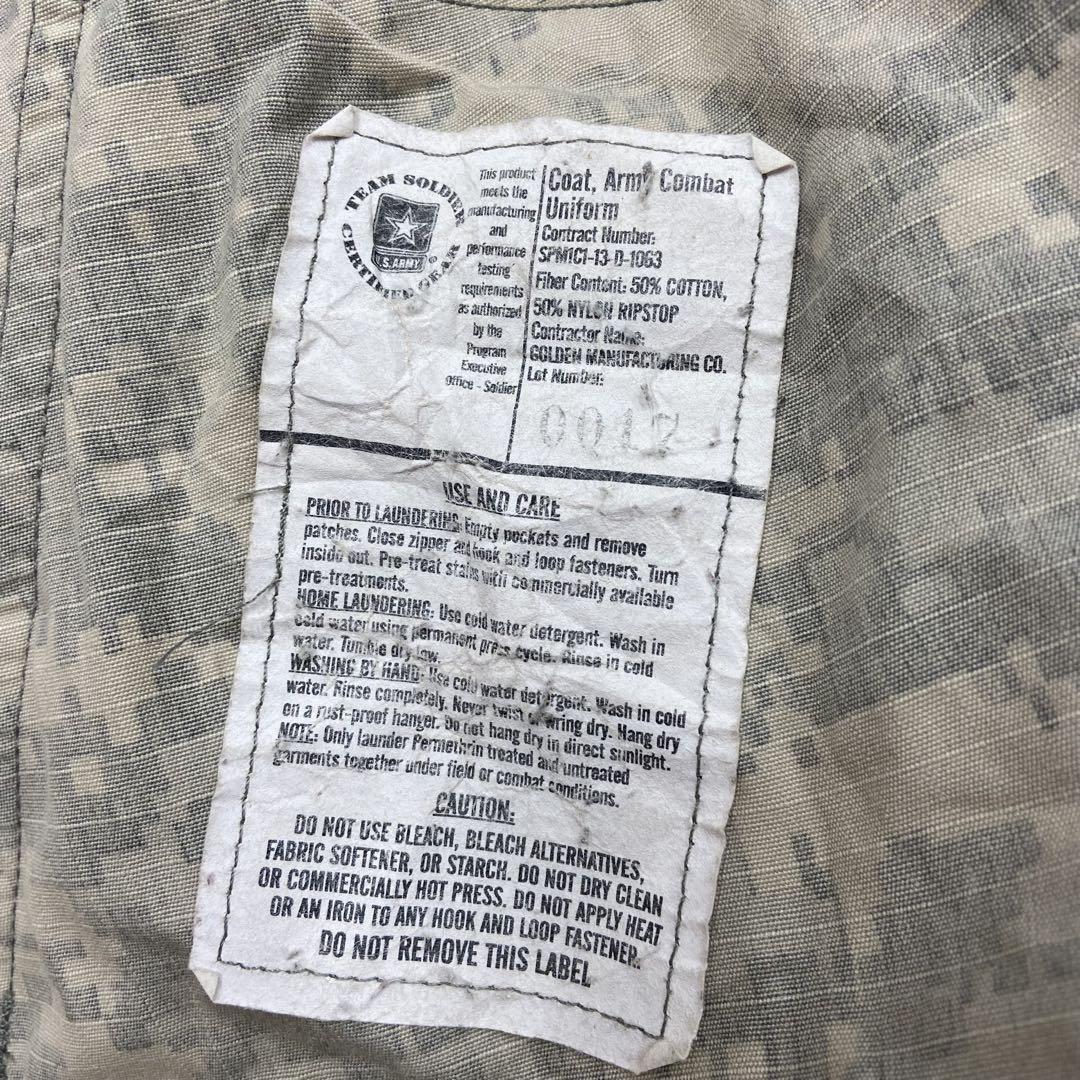 TEAM SOLDIER
CERTIFIED GEAR
U.S.ARMY
This product
meets the
manufacturing
and
performance
testing
requirements
as authorized
by the
Program
Executive
Office - Soldier
Coat, Army Combat
Uniform
Contract Number:
SPM1C1-13-D-1063
Fiber Content: 50% COTTON,
50% NYLON RIPSTOP
Contractor Name:
GOLDEN MANUFACTURING CO.
Lot Number:
0017
USE AND CARE
PRIOR TO LAUNDERING: Empty pockets and remove
patches. Close zipper and hook and loop fasteners. Turn
inside out. Pre-treat stains with commercially available
pre-treatments.
HOME LAUNDERING: Use cold water detergent. Wash in
cold water using permanent press cycle. Rinse in cold
water. Tumble dry low.
WASHING BY HAND: Use cold water detergent. Wash in cold
water. Rinse completely. Never twist or wring dry. Hang dry
on a rust-proof hanger. Do not hang dry in direct sunlight.
NOTE: Only launder Permethrin treated and untreated
garments together under field or combat conditions.
CAUTION:
DO NOT USE BLEACH, BLEACH ALTERNATIVES,
FABRIC SOFTENER, OR STARCH. DO NOT DRY CLEAN
OR COMMERCIALLY HOT PRESS. DO NOT APPLY HEAT
OR AN IRON TO ANY HOOK AND LOOP FASTENER.
DO NOT REMOVE THIS LABEL